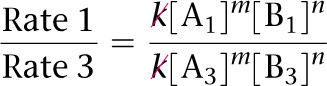 Rate 1 / Rate 3 = k[A₁]ᵐ[B₁]ⁿ / k[A₃]ᵐ[B₃]ⁿ